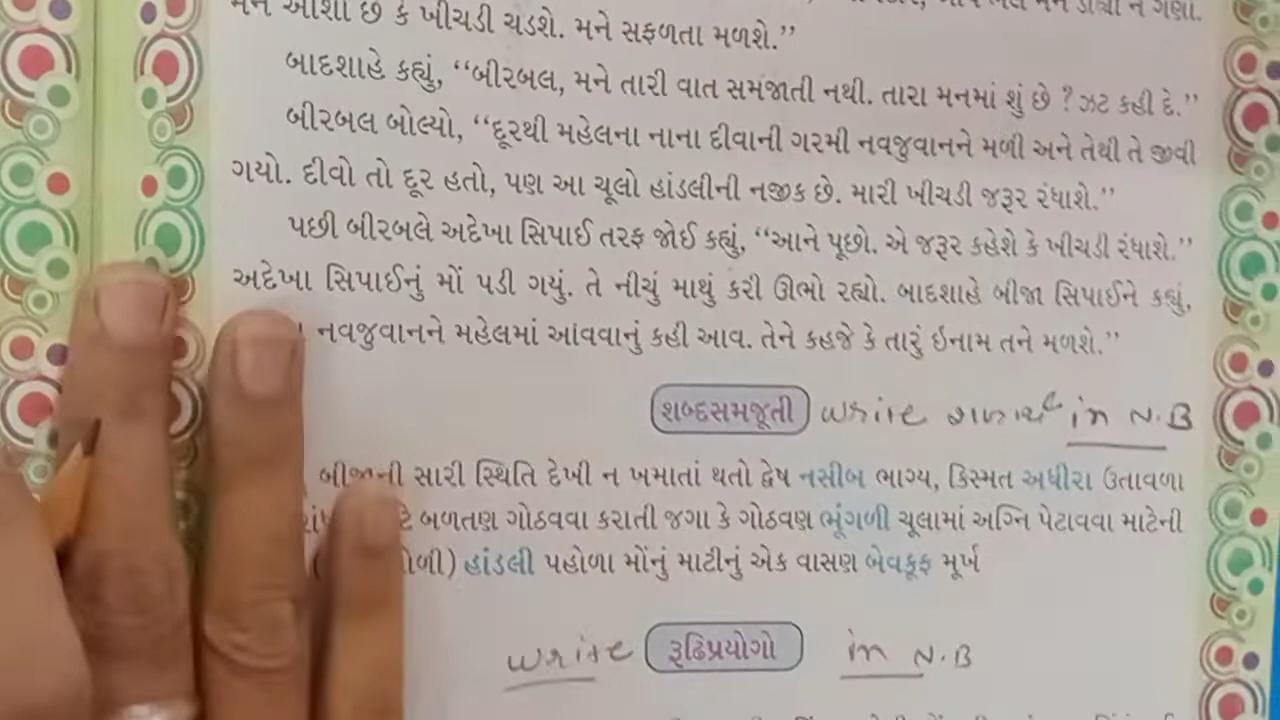 મને આશા છે કે ખીચડી ચડશે. મને સફળતા મળશે.”
બાદશાહે કહ્યું, “બીરબલ, મને તારી વાત સમજાતી નથી. તારા મનમાં શું છે ? ઝટ કહી દે.”
બીરબલ બોલ્યો, “દૂરથી મહેલના નાના દીવાની ગરમી નવજુવાનને મળી અને તેથી તે જીવી
ગયો. દીવો તો દૂર હતો, પણ આ ચૂલો હાંડલીની નજીક છે. મારી ખીચડી જરૂર રંધાશે.”
પછી બીરબલે અદેખા સિપાઈ તરફ જોઈ કહ્યું, “આને પૂછો. એ જરૂર કહેશે કે ખીચડી રંધાશે.”
અદેખા સિપાઈનું મોં પડી ગયું. તે નીચું માથું કરી ઊભો રહ્યો. બાદશાહે બીજા સિપાઈને કહ્યું,
નવજુવાનને મહેલમાં આવવાનું કહી આવ. તેને કહજે કે તારું ઇનામ તને મળશે.”
શબ્દસમજૂતી write in N.B
બીજાની સારી સ્થિતિ દેખી ન ખમાતાં થતો દ્વેષ નસીબ ભાગ્ય, કિસ્મત અધીરા ઉતાવળા
બળતણ ગોઠવવા કરાતી જગા કે ગોઠવણ ભૂંગળી ચૂલામાં અગ્નિ પેટાવવા માટેની
હાંડલી પહોળા મોંનું માટીનું એક વાસણ બેવકૂફ મૂર્ખ
write રૂઢિપ્રયોગો in N.B